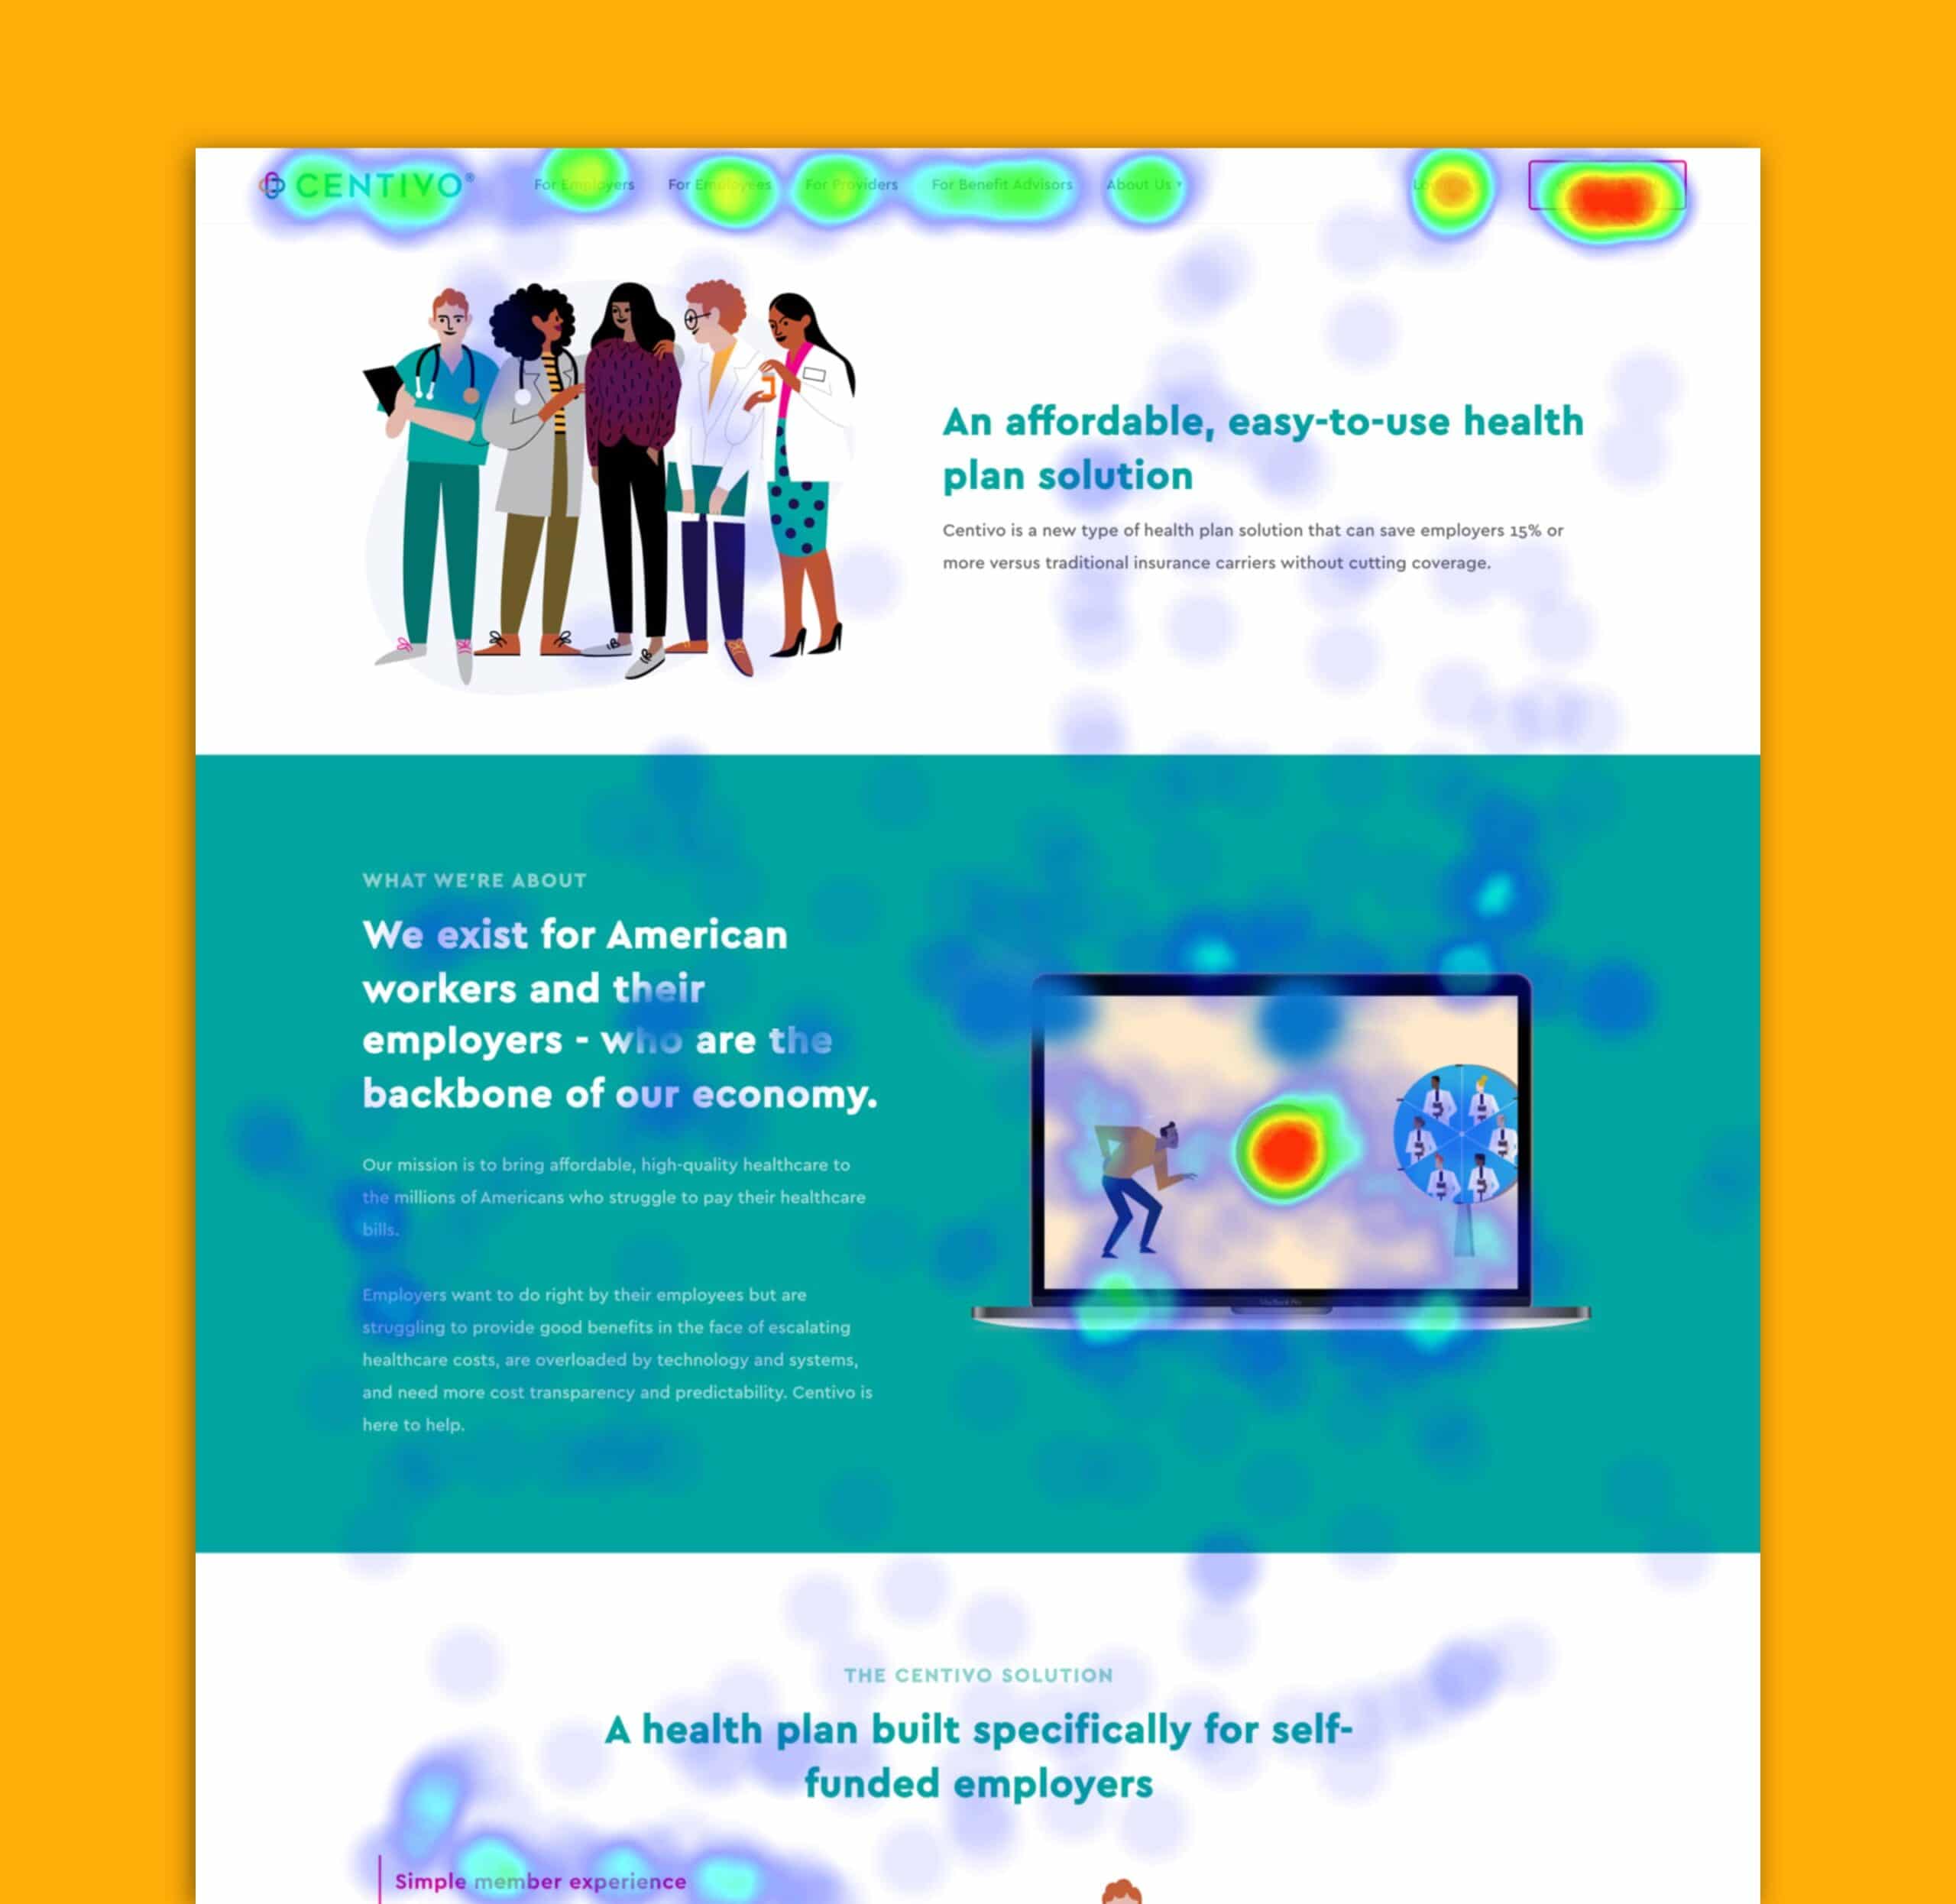 CENTIVO®
For Employers For Employees For Providers For Benefit Advisors About Us
An affordable, easy-to-use health
plan solution
Centivo is a new type of health plan solution that can save employers 15% or
more versus traditional insurance carriers without cutting coverage.
WHAT WE'RE ABOUT
We exist for American
workers and their
employers - who are the
backbone of our economy.
Our mission is to bring affordable, high-quality healthcare to
the millions of Americans who struggle to pay their healthcare
bills.
Employers want to do right by their employees but are
struggling to provide good benefits in the face of escalating
healthcare costs, are overloaded by technology and systems,
and need more cost transparency and predictability. Centivo is
here to help.
MacBook Pro
THE CENTIVO SOLUTION
A health plan built specifically for self-
funded employers
Simple member experience